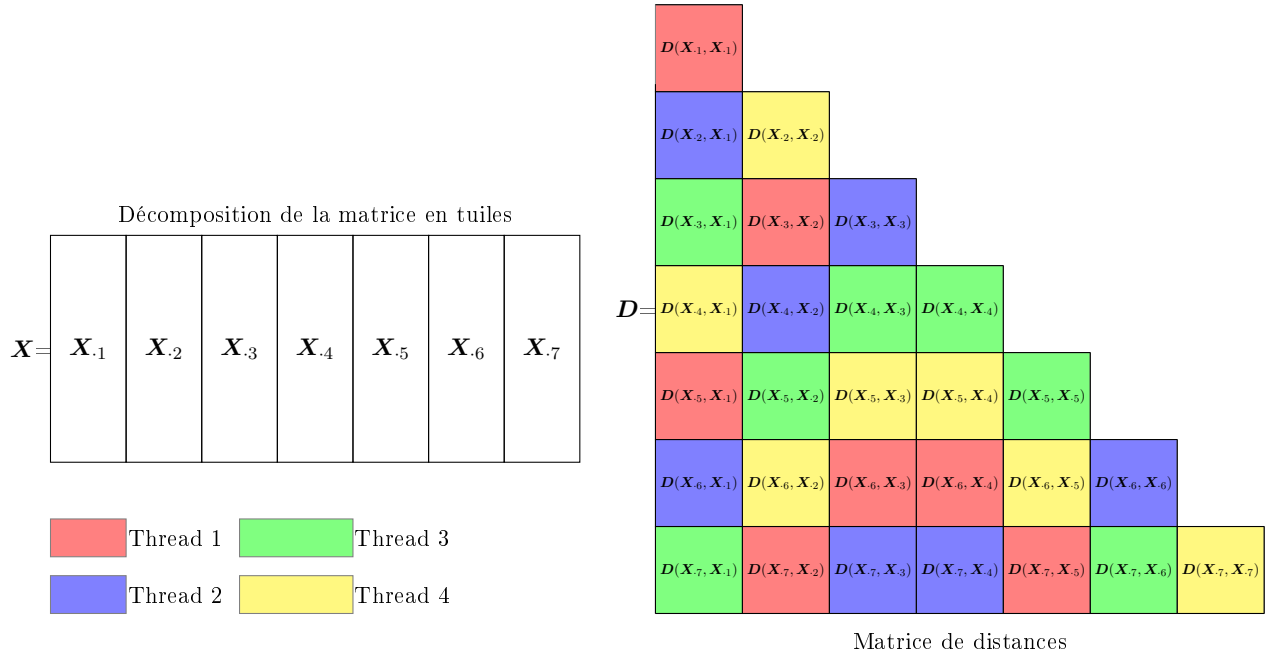 Décomposition de la matrice en tuiles
X= X·1 X·2 X·3 X·4 X·5 X·6 X·7
Thread 1 Thread 3
Thread 2 Thread 4
D(X·1, X·1)
D(X·2, X·1) D(X·2, X·2)
D(X·3, X·1) D(X·3, X·2) D(X·3, X·3)
D= D(X·4, X·1) D(X·4, X·2) D(X·4, X·3) D(X·4, X·4)
D(X·5, X·1) D(X·5, X·2) D(X·5, X·3) D(X·5, X·4) D(X·5, X·5)
D(X·6, X·1) D(X·6, X·2) D(X·6, X·3) D(X·6, X·4) D(X·6, X·5) D(X·6, X·6)
D(X·7, X·1) D(X·7, X·2) D(X·7, X·3) D(X·7, X·4) D(X·7, X·5) D(X·7, X·6) D(X·7, X·7)
Matrice de distances